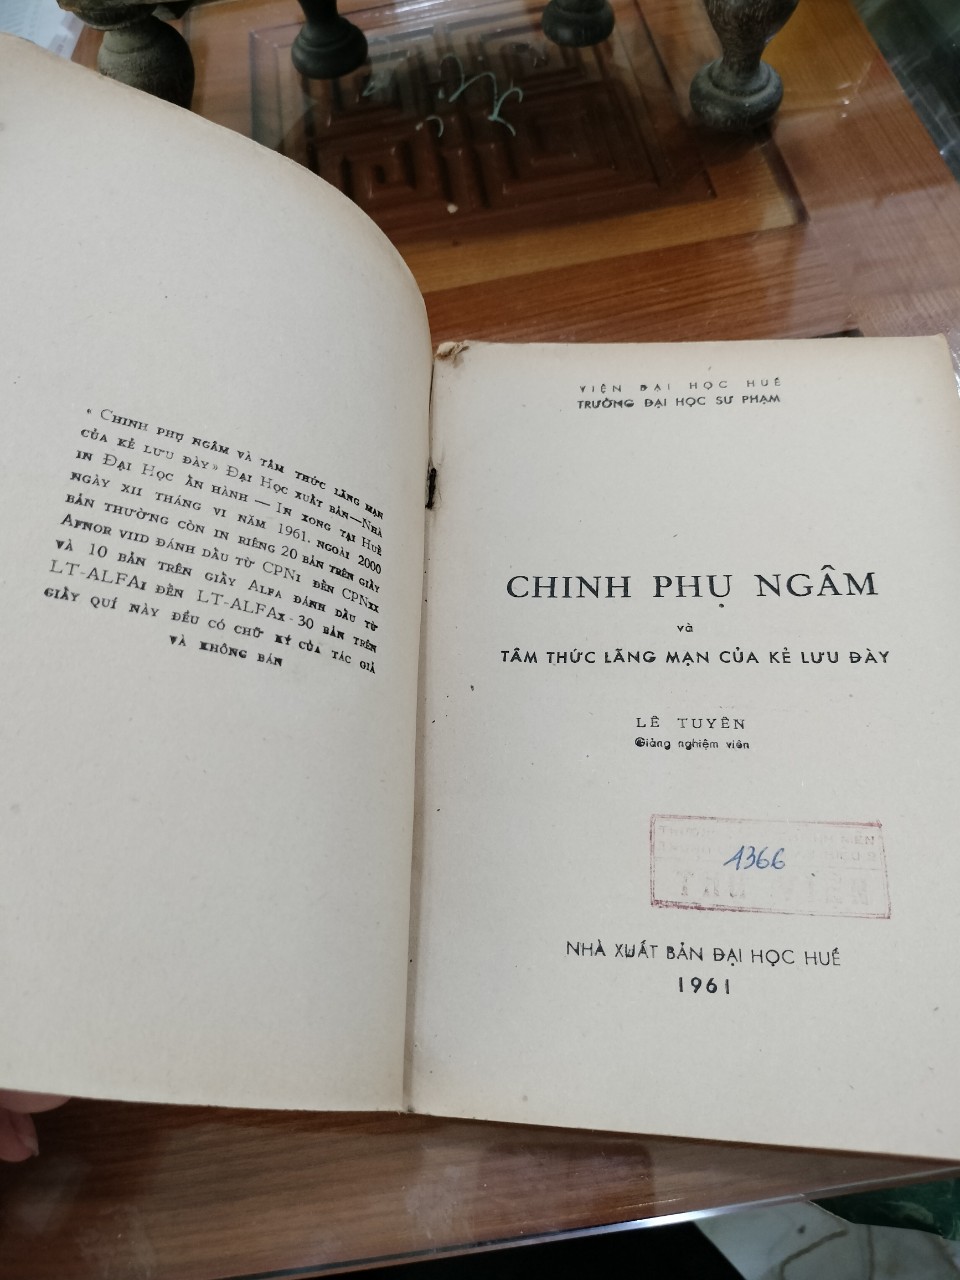 « CHINH PHỤ NGÂM VÀ TÂM THỨC LÃNG MẠN
CỦA KẺ LƯU ĐÀY» ĐẠI HỌC XUẤT BẢN—NHÀ
IN ĐẠI HỌC ẤN HÀNH — IN XONG TẠI HUẾ
NGÀY XII THÁNG VI NĂM 1961. NGOÀI 2000
BẢN THƯỜNG CÒN IN RIÊNG 20 BẢN TRÊN GIẤY
AFNOR VIID ĐÁNH DẤU TỪ CPNI ĐẾN CPNXX
VÀ 10 BẢN TRÊN GIẤY ALFA ĐÁNH DẤU TỪ
LT-ALFAI ĐẾN LT-ALFAX - 30 BẢN TRÊN
GIẤY QUÍ NÀY ĐỀU CÓ CHỮ KÝ CỦA TÁC GIẢ
VÀ KHÔNG BÁN
VIỆN ĐẠI HỌC HUẾ
TRƯỜNG ĐẠI HỌC SƯ PHẠM
CHINH PHỤ NGÂM
và
TÂM THỨC LÃNG MẠN CỦA KẺ LƯU ĐÀY
LÊ TUYÊN
Giảng nghiệm viên
1366
NHÀ XUẤT BẢN ĐẠI HỌC HUẾ
1961